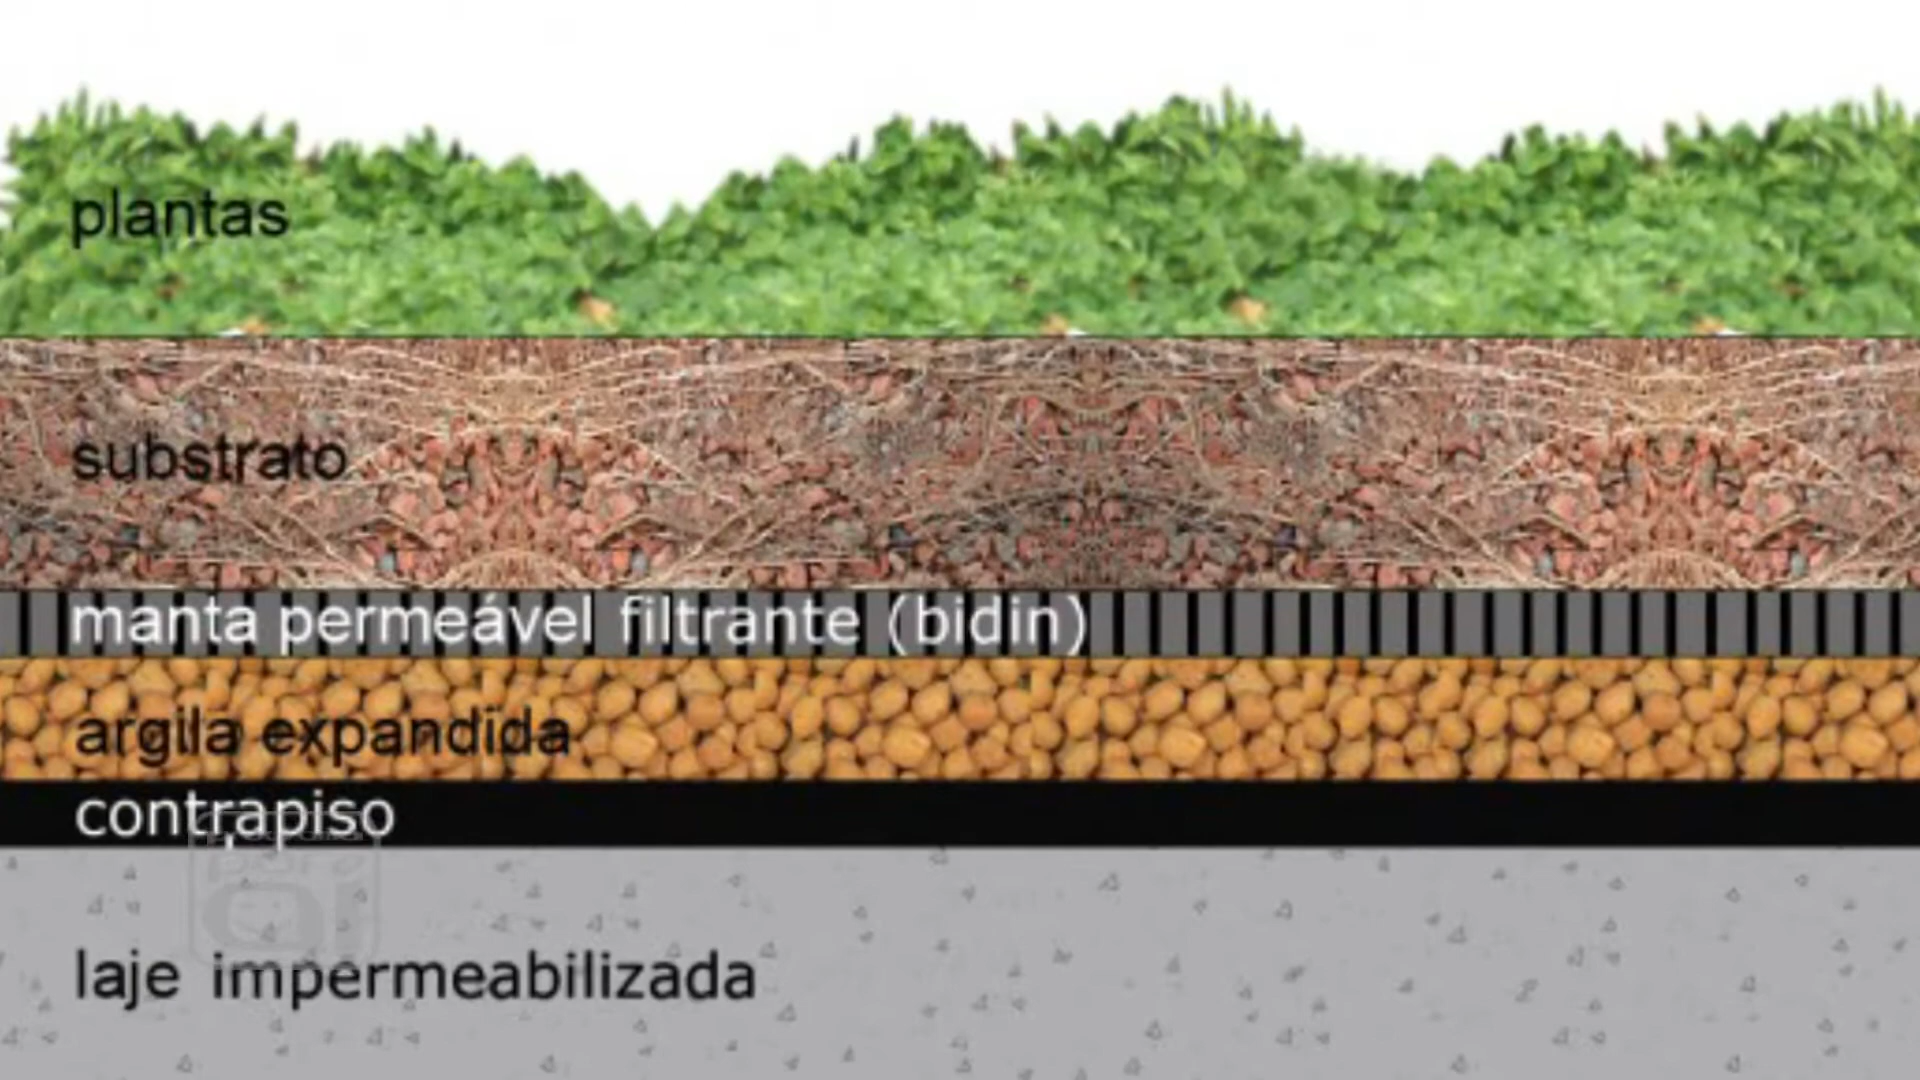 plantas
substrato
manta permeável filtrante (bidin)
argila expandida
contrapiso
laje impermeabilizada